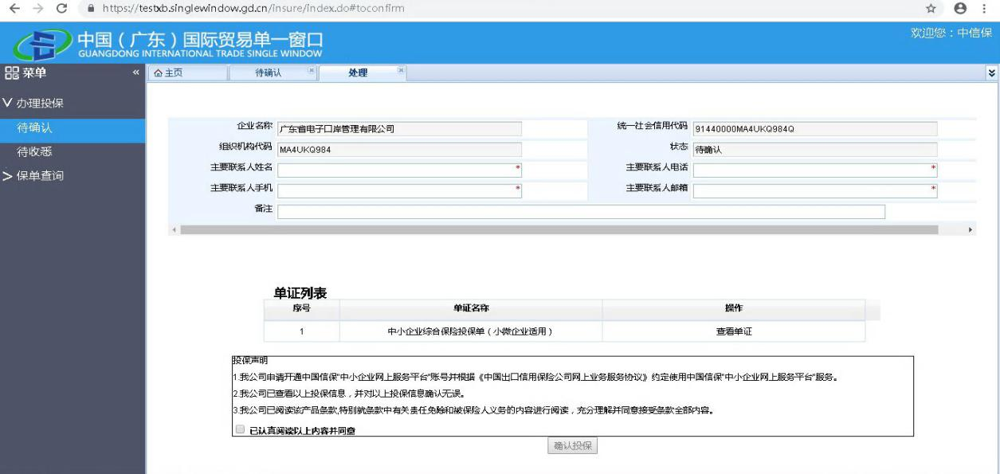 https://testxb.singlewindow.gd.cn/insure/index.do#toconfirm
中国（广东）国际贸易单一窗口
GUANGDONG INTERNATIONAL TRADE SINGLE WINDOW
欢迎您：中信保
菜单 «
主页 待确认 处理
办理投保
待确认
待收悉
保单查询
企业名称 广东省电子口岸管理有限公司 统一社会信用代码 91440000MA4UKQ984Q
组织机构代码 MA4UKQ984 状态 待确认
主要联系人姓名 * 主要联系人电话 *
主要联系人手机 * 主要联系人邮箱 *
备注
单证列表
序号 单证名称 操作
1 中小企业综合保险投保单（小微企业适用） 查看单证
投保声明
1.我公司申请开通中国信保"中小企业网上服务平台"账号并根据《中国出口信用保险公司网上业务服务协议》约定使用中国信保"中小企业网上服务平台"服务。
2.我公司已查看以上投保信息，并对以上投保信息确认无误。
3.我公司已阅读该产品条款,特别就条款中有关责任免除和被保险人义务的内容进行阅读，充分理解并同意接受条款全部内容。
已认真阅读以上内容并同意
确认投保